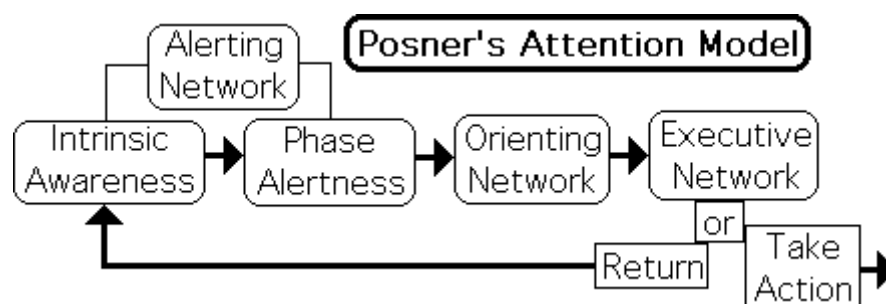 Posner's Attention Model
Alerting
Network
Intrinsic
Awareness
Phase
Alertness
Orienting
Network
Executive
Network
or
Return
Take
Action